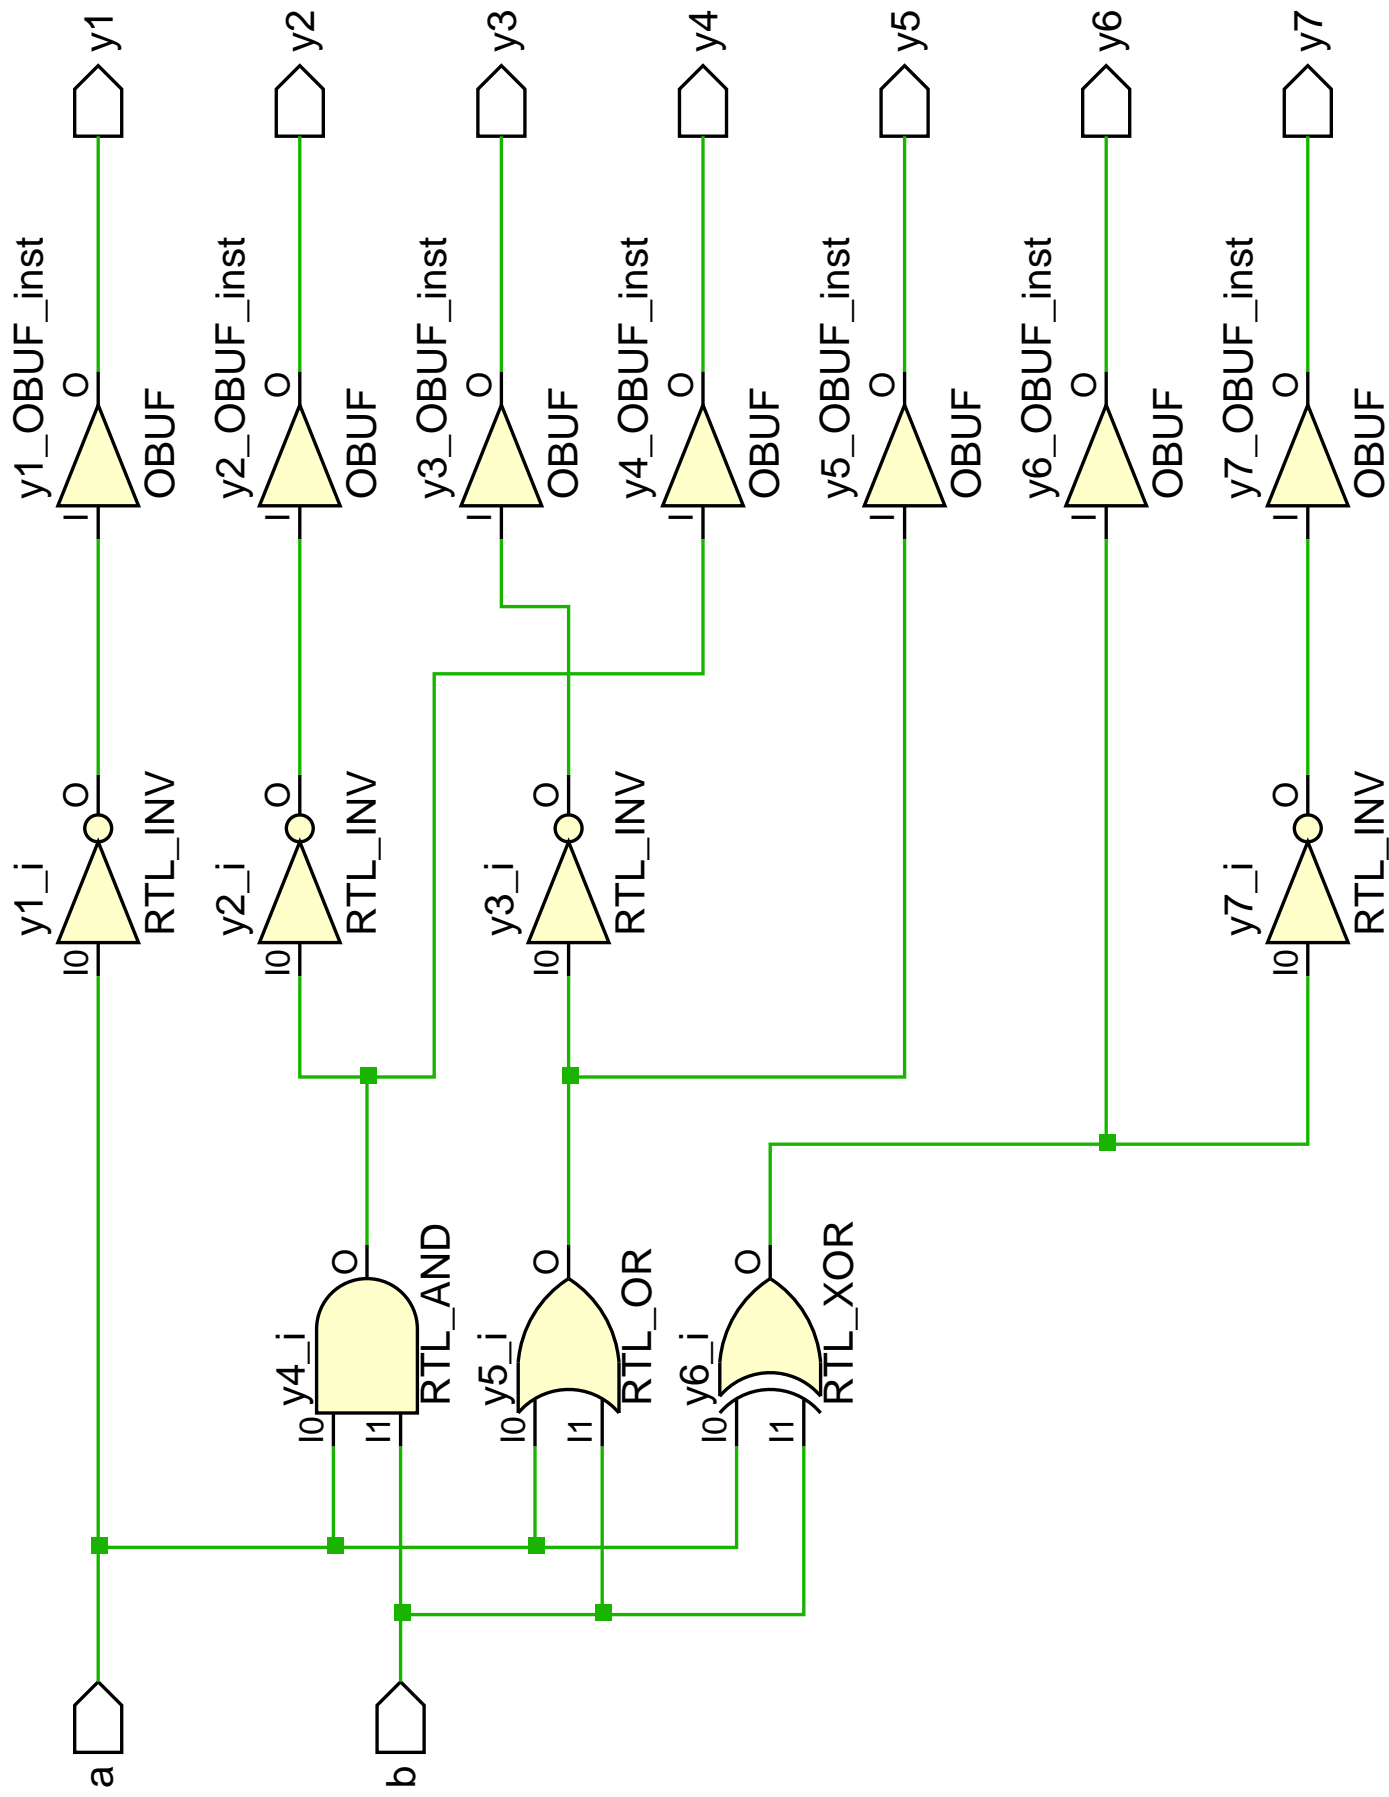 y1
y2
y3
y4
y5
y6
y7
y1_OBUF_inst
I
O
OBUF
y2_OBUF_inst
I
O
OBUF
y3_OBUF_inst
I
O
OBUF
y4_OBUF_inst
I
O
OBUF
y5_OBUF_inst
I
O
OBUF
y6_OBUF_inst
I
O
OBUF
y7_OBUF_inst
I
O
OBUF
y1_i
I0
O
RTL_INV
y2_i
I0
O
RTL_INV
y3_i
I0
O
RTL_INV
y7_i
I0
O
RTL_INV
y4_i
I0
I1
O
RTL_AND
y5_i
I0
I1
O
RTL_OR
y6_i
I0
I1
O
RTL_XOR
a
b